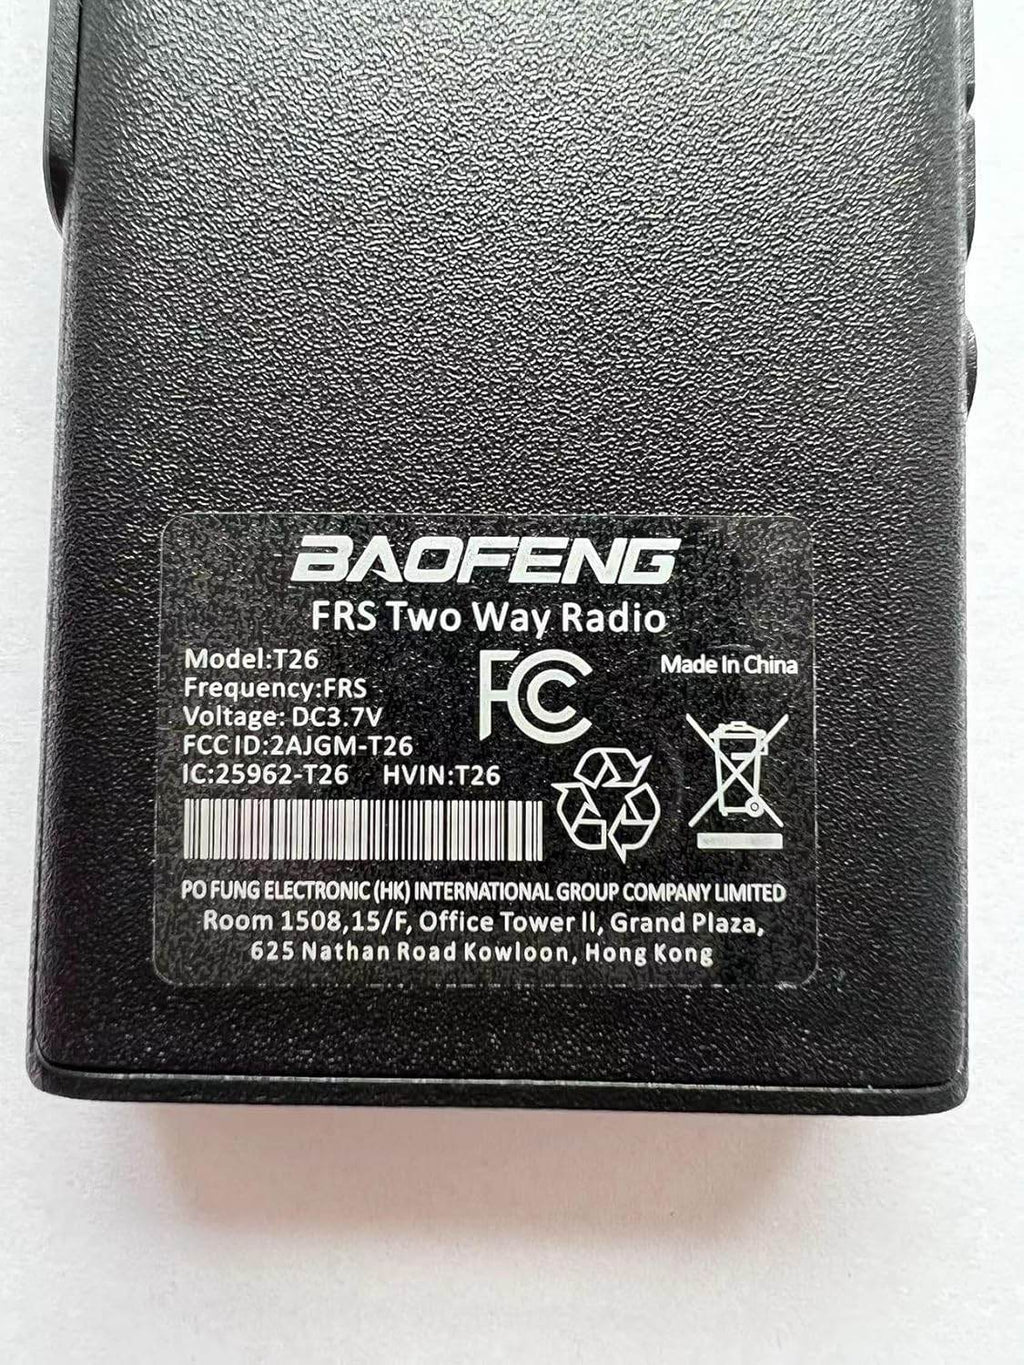 BAOFENG
FRS Two Way Radio
Model:T26
Frequency:FRS
Voltage: DC3.7V
FCC ID:2AJGM-T26
IC:25962-T26 HVIN:T26
FC
Made In China
PO FUNG ELECTRONIC (HK) INTERNATIONAL GROUP COMPANY LIMITED
Room 1508,15/F, Office Tower II, Grand Plaza,
625 Nathan Road Kowloon, Hong Kong